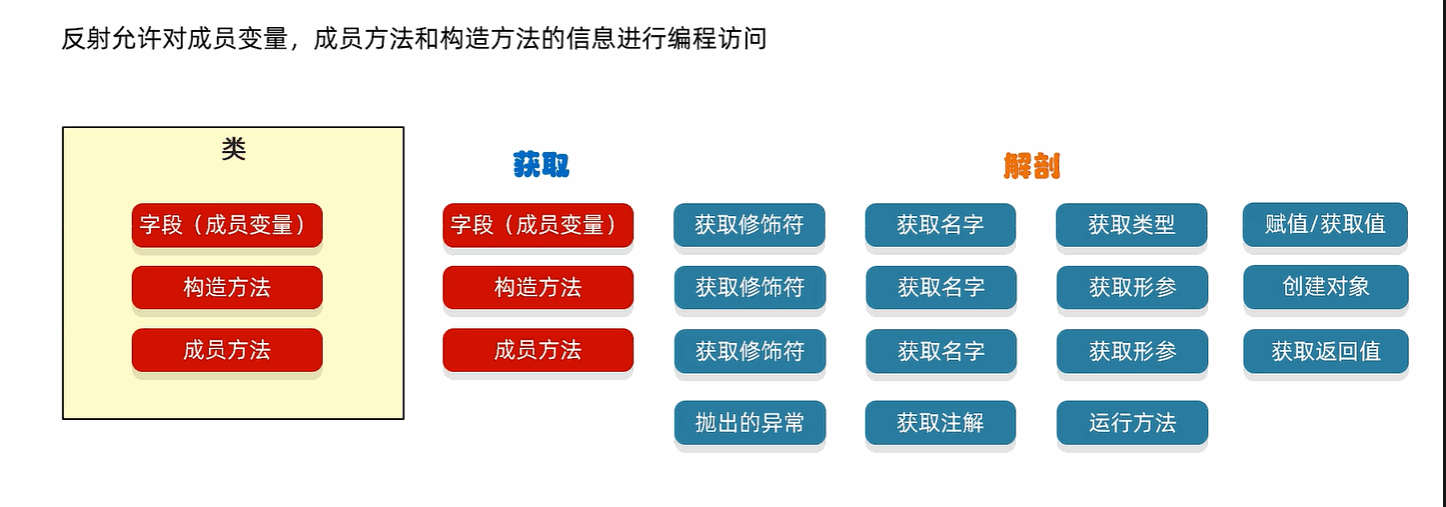 反射允许对成员变量，成员方法和构造方法的信息进行编程访问
类
获取
解剖
字段（成员变量）
字段（成员变量）
获取修饰符
获取名字
获取类型
赋值/获取值
构造方法
构造方法
获取修饰符
获取名字
获取形参
创建对象
成员方法
成员方法
获取修饰符
获取名字
获取形参
获取返回值
抛出的异常
获取注解
运行方法